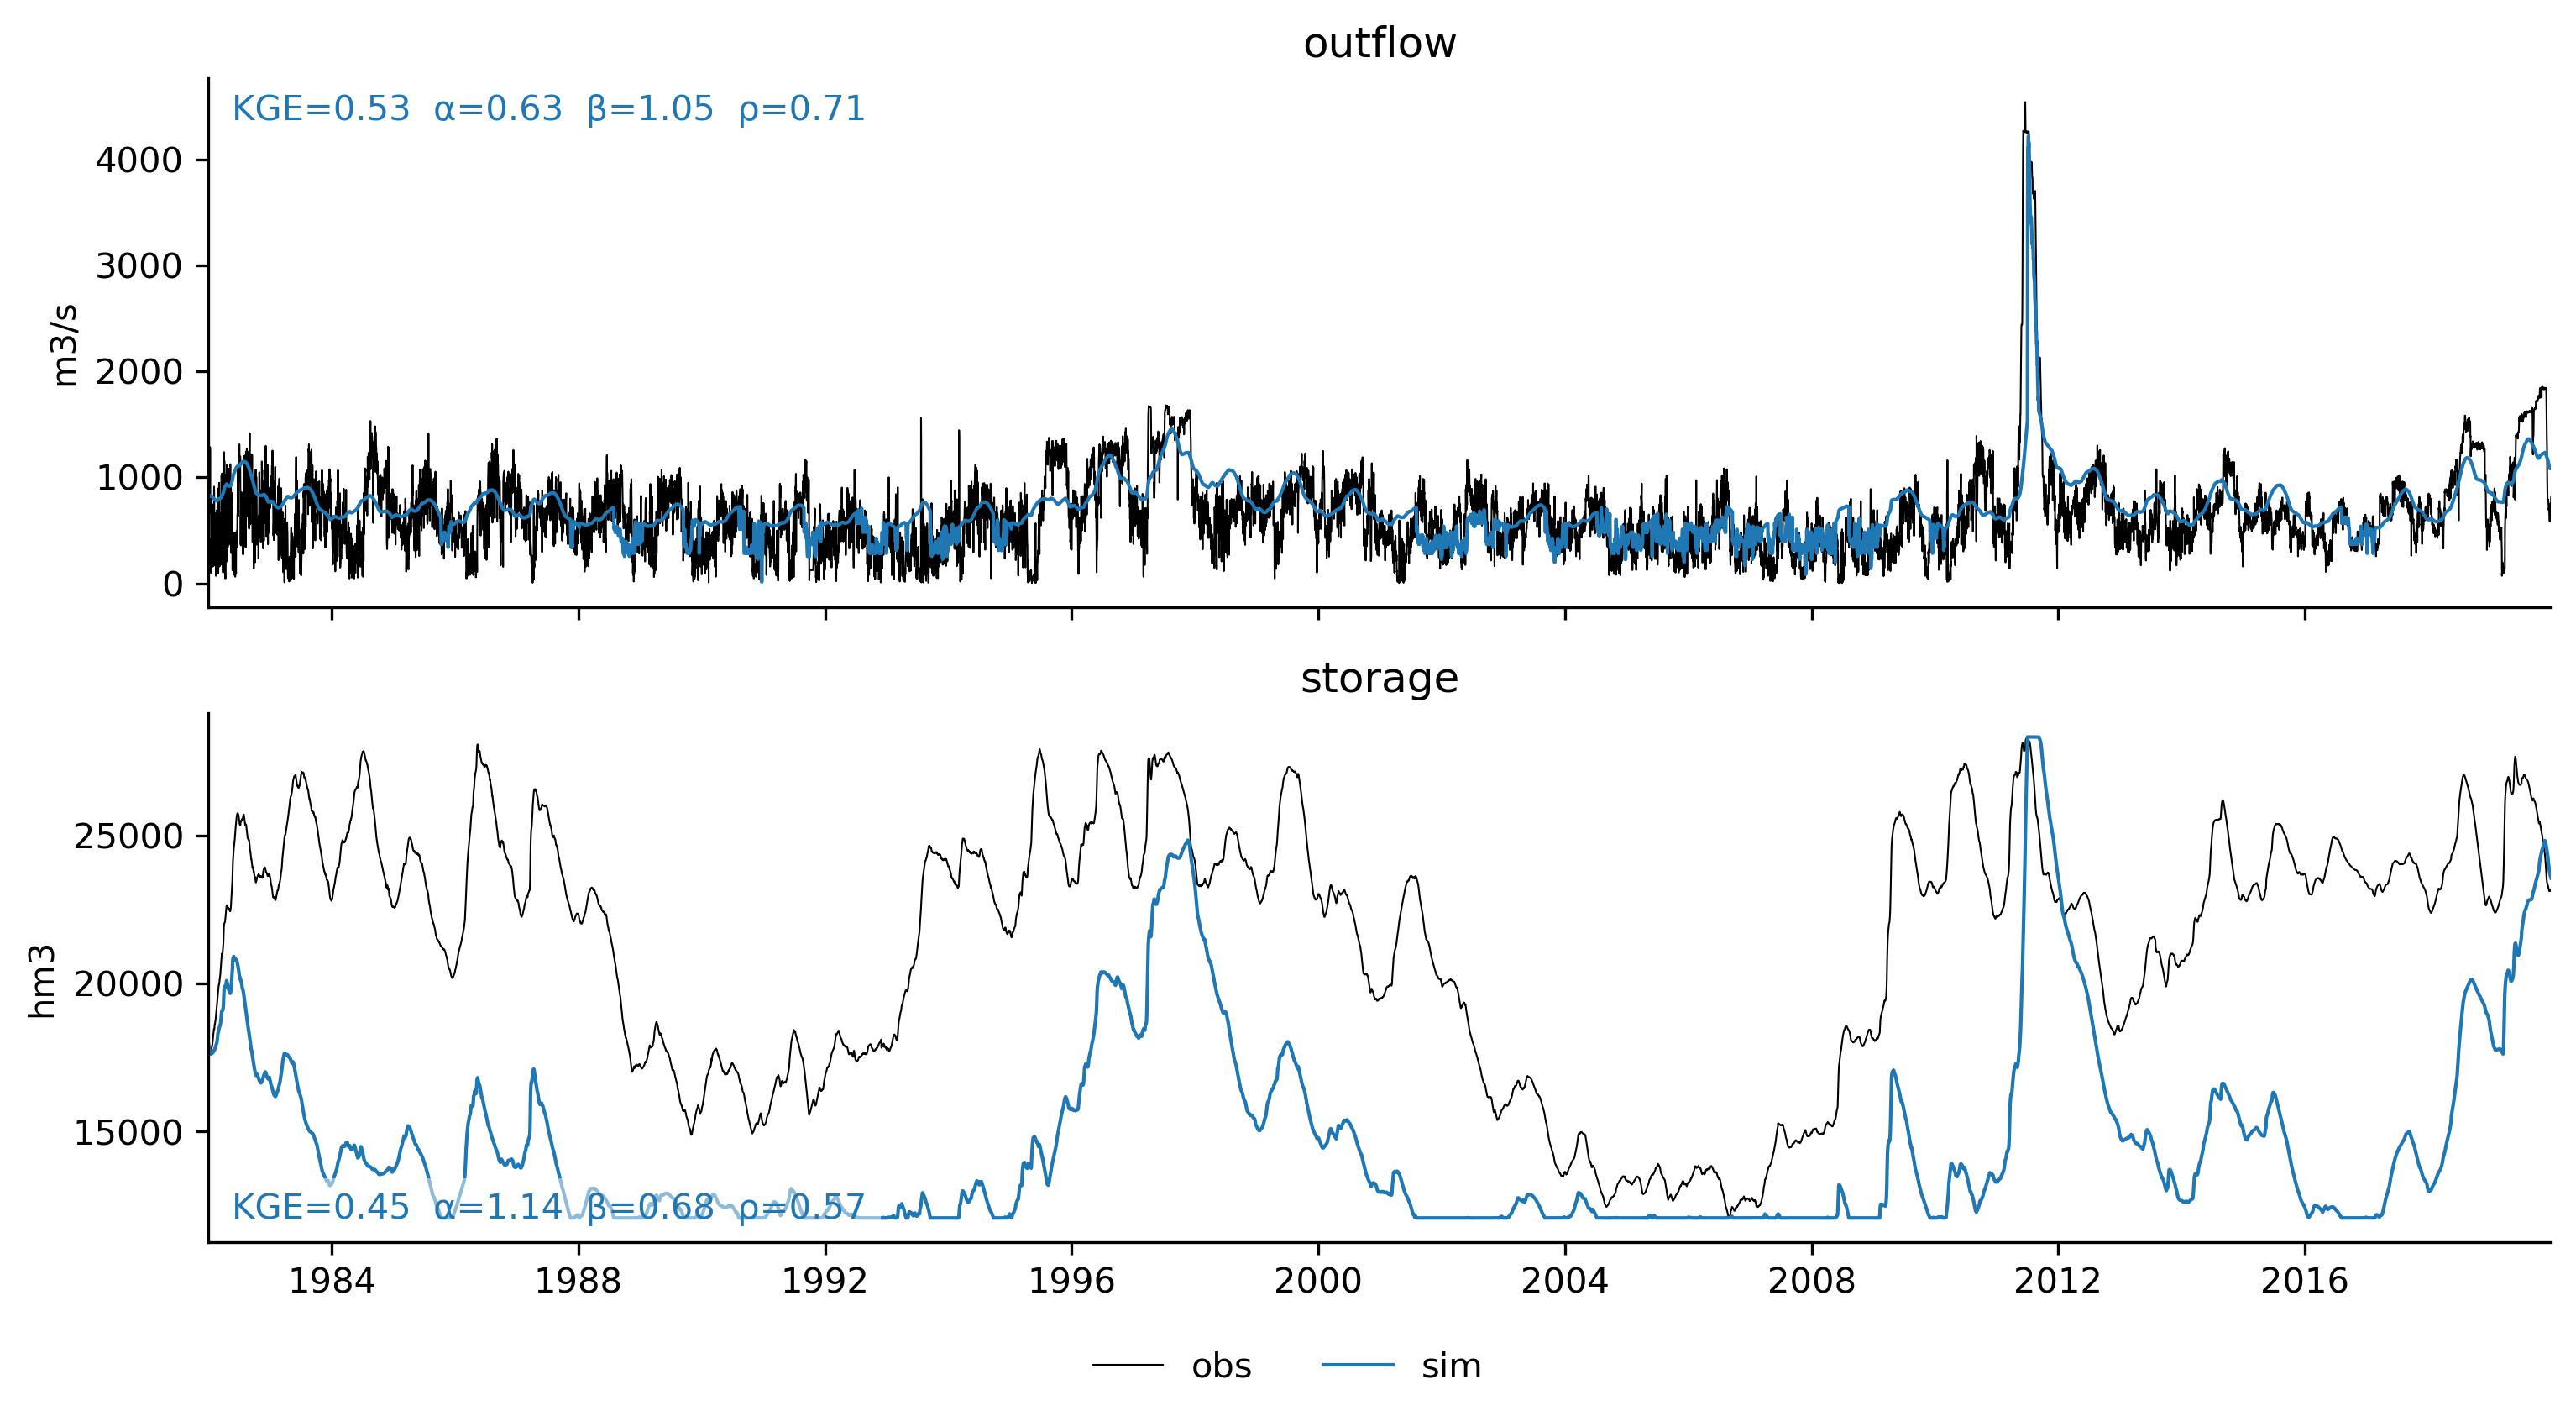 outflow
KGE=0.53 α=0.63 β=1.05 ρ=0.71
m3/s
4000
3000
2000
1000
0
storage
hm3
25000
20000
15000
KGE=0.45 α=1.14 β=0.68 ρ=0.57
1984 1988 1992 1996 2000 2004 2008 2012 2016
obs sim